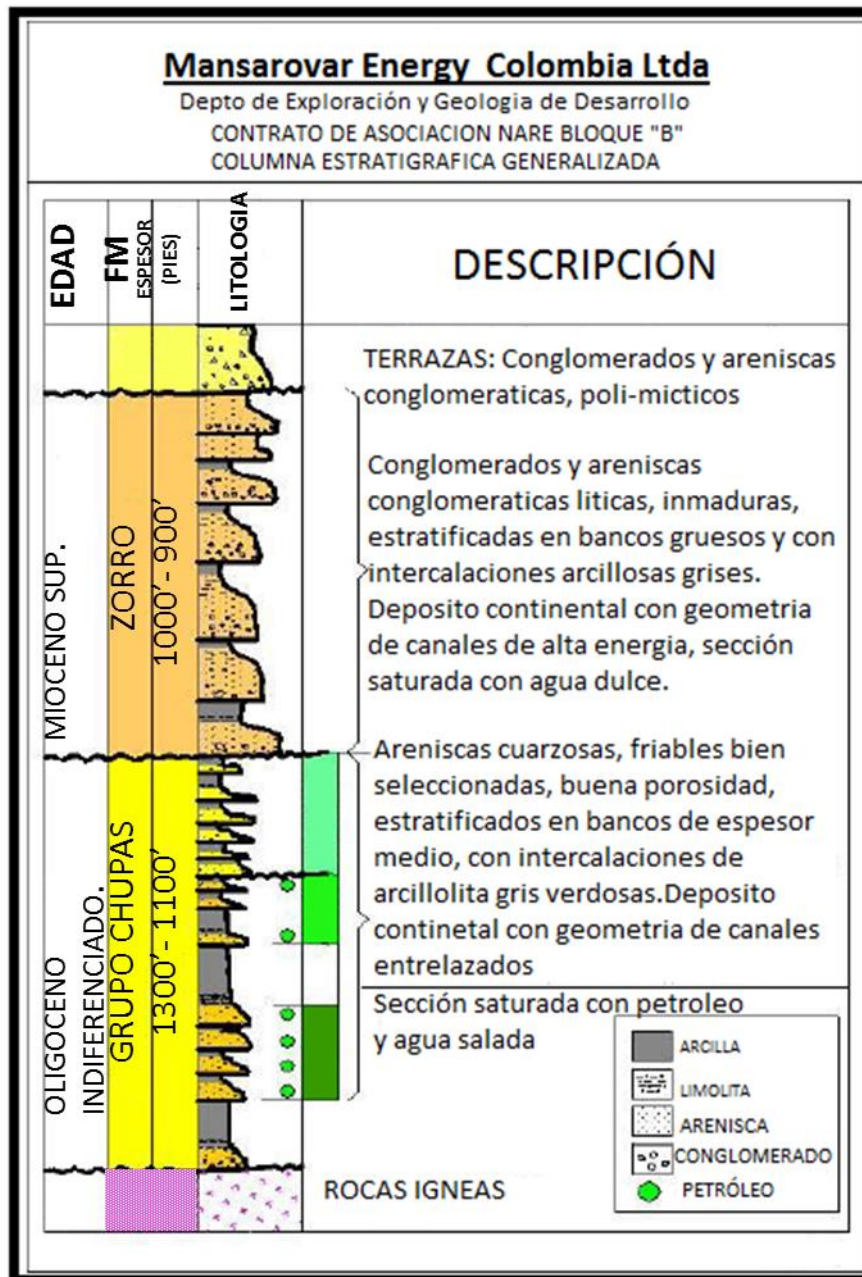 Mansarovar Energy Colombia Ltda
Depto de Exploración y Geologia de Desarrollo
CONTRATO DE ASOCIACION NARE BLOQUE "B"
COLUMNA ESTRATIGRAFICA GENERALIZADA
EDAD
FM
ESPESOR
(PIES)
LITOLOGIA
DESCRIPCIÓN
TERRAZAS: Conglomerados y areniscas
conglomeraticas, poli-micticos
MIOCENO SUP.
ZORRO
1000’- 900’
Conglomerados y areniscas
conglomeraticas liticas, inmaduras,
estratificadas en bancos gruesos y con
intercalaciones arcillosas grises.
Deposito continental con geometria
de canales de alta energia, sección
saturada con agua dulce.
OLIGOCENO
INDIFERENCIADO.
GRUPO CHUPAS
1300’- 1100’
Areniscas cuarzosas, friables bien
seleccionadas, buena porosidad,
estratificados en bancos de espesor
medio, con intercalaciones de
arcillolita gris verdosas.Deposito
continetal con geometria de canales
entrelazados
Sección saturada con petroleo
y agua salada
ARCILLA
LIMOLITA
ARENISCA
CONGLOMERADO
PETRÓLEO
ROCAS IGNEAS